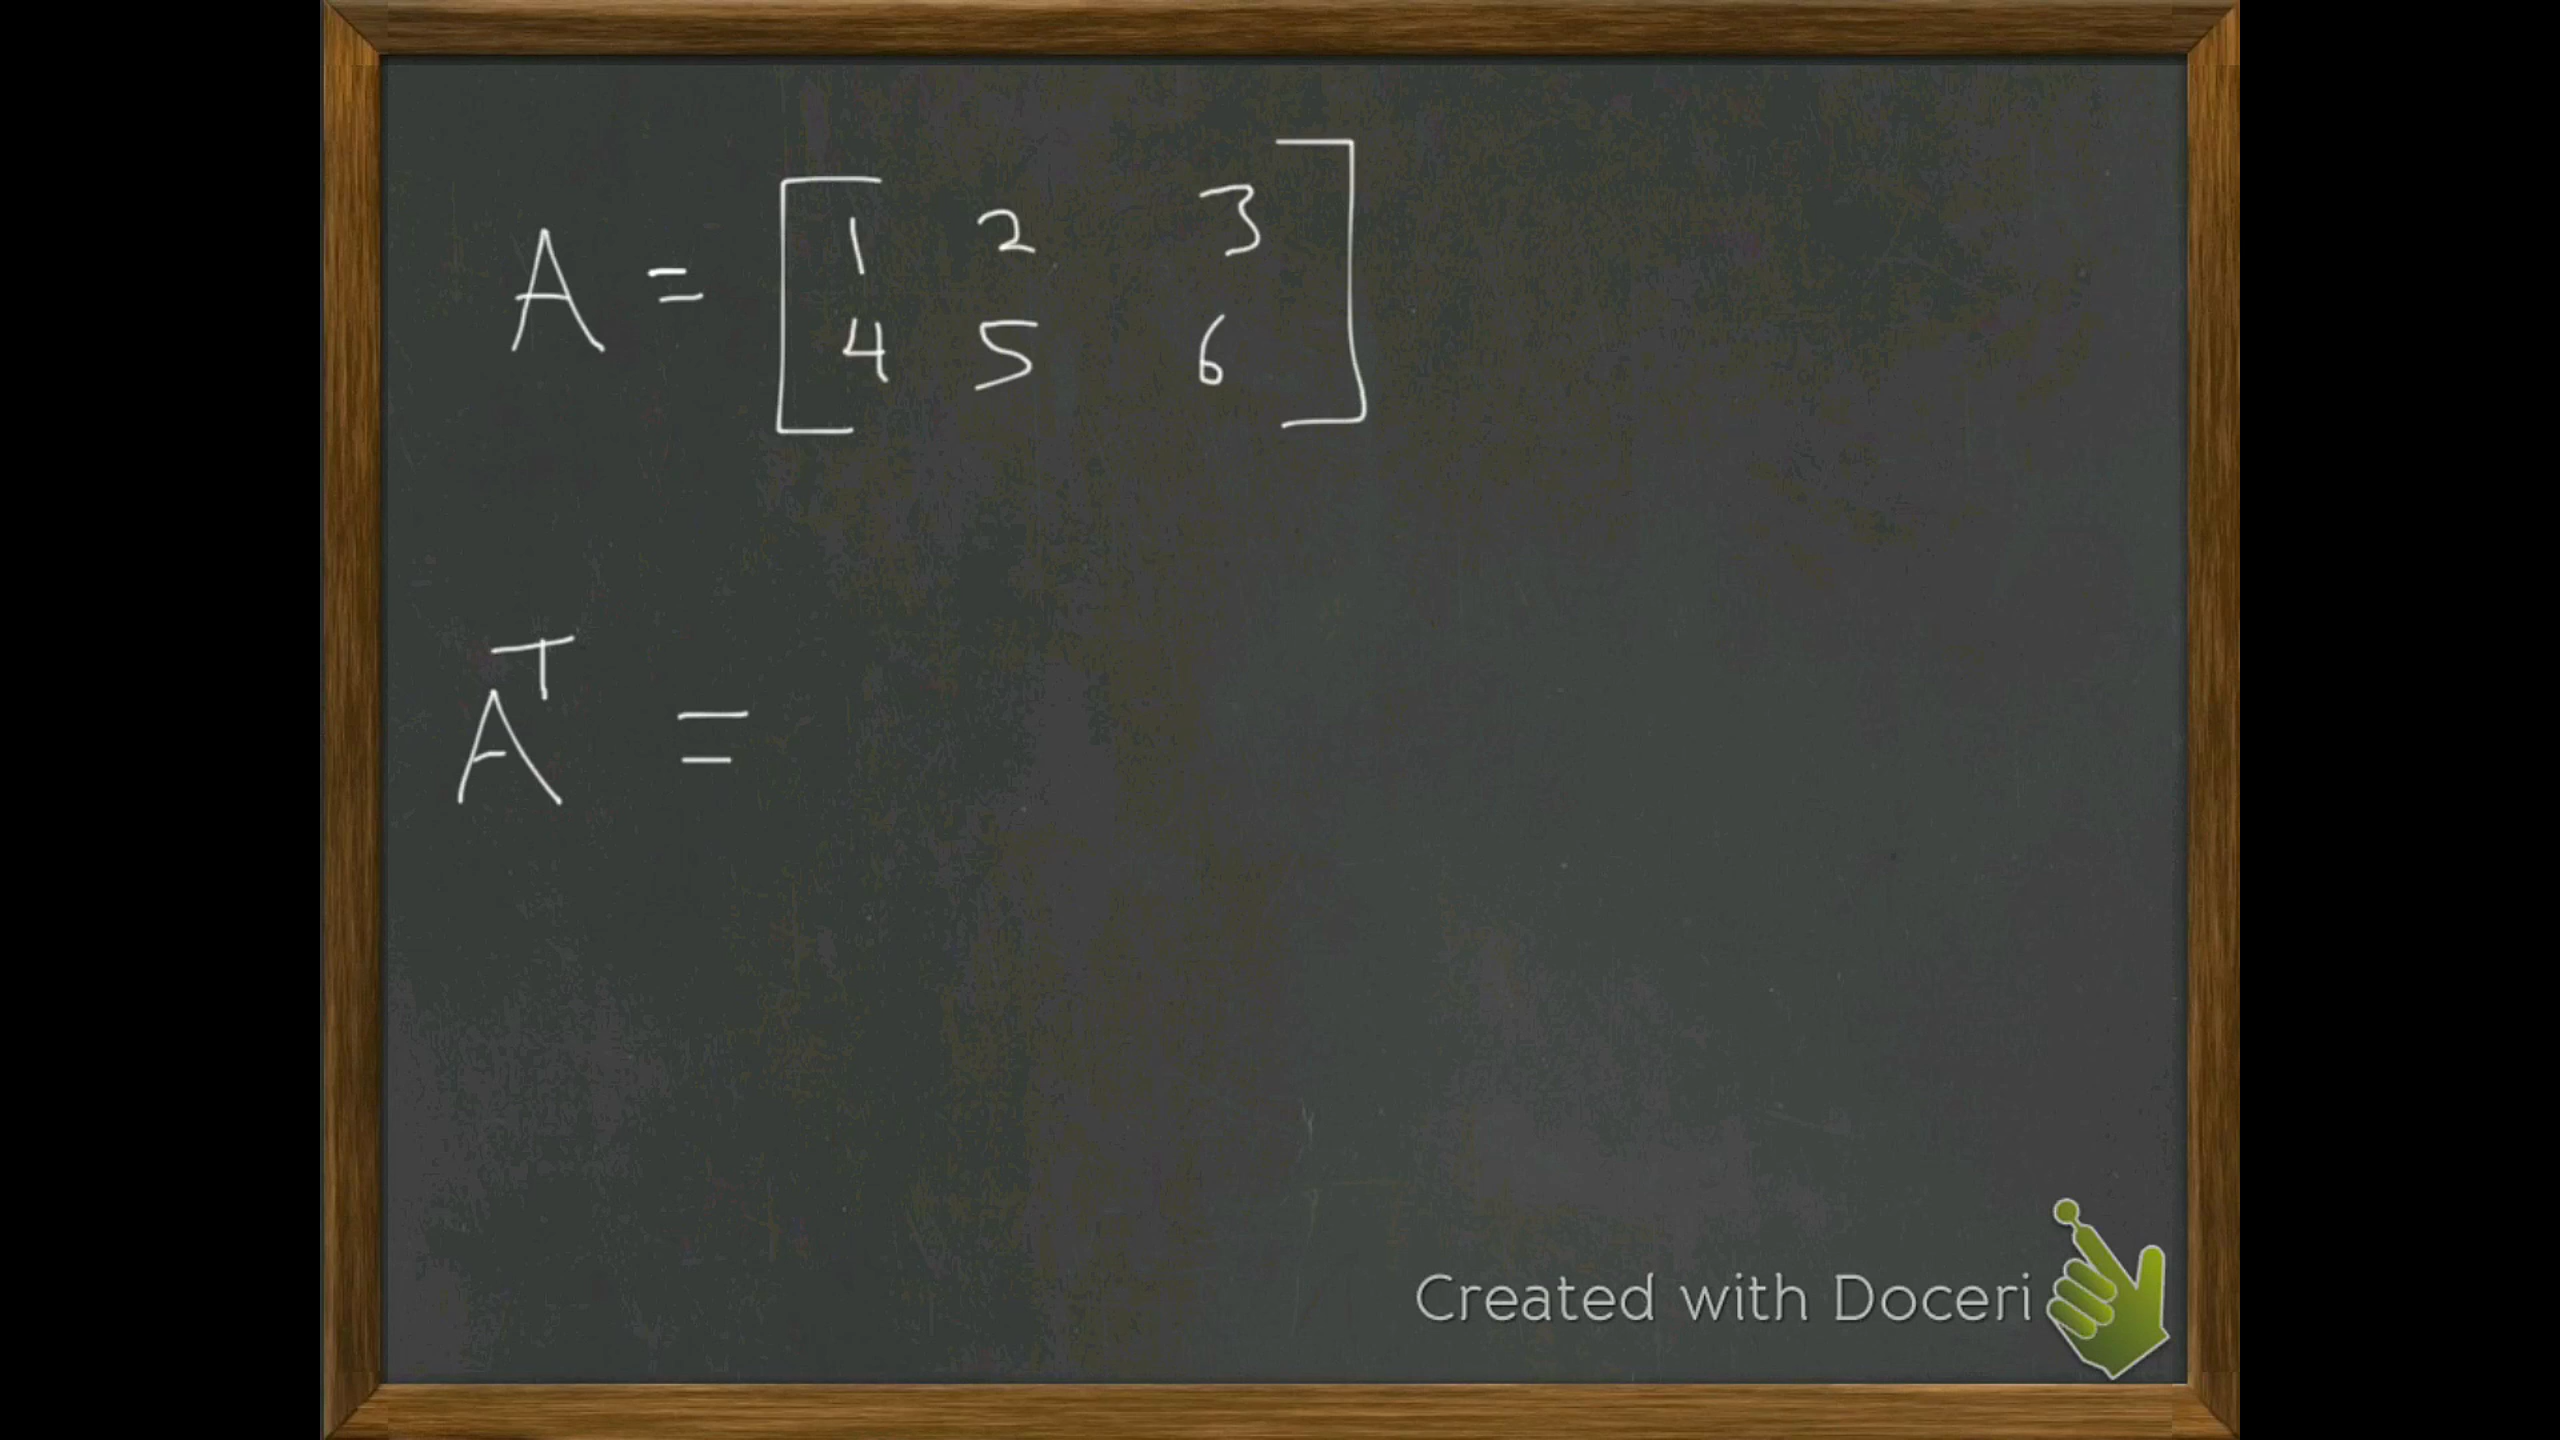 A = [1 2 3
4 5 6]
A^T =
Created with Doceri